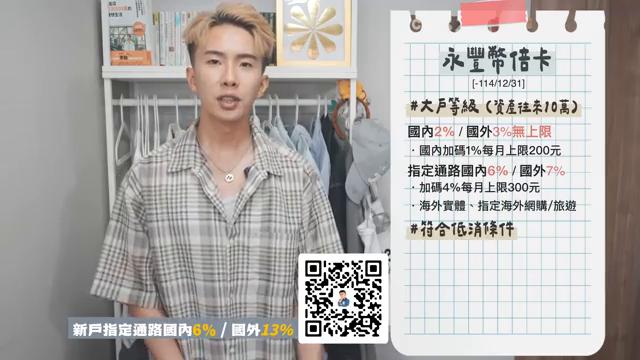 永豐幣倍卡
[-114/12/31]
#大戶等級（資產往來10萬）
國內2% / 國外3%無上限
·國內加碼1%每月上限200元
指定通路國內6% / 國外7%
·加碼4%每月上限300元
·海外實體、指定海外網購/旅遊
#符合低消條件
新戶指定通路國內6% / 國外13%